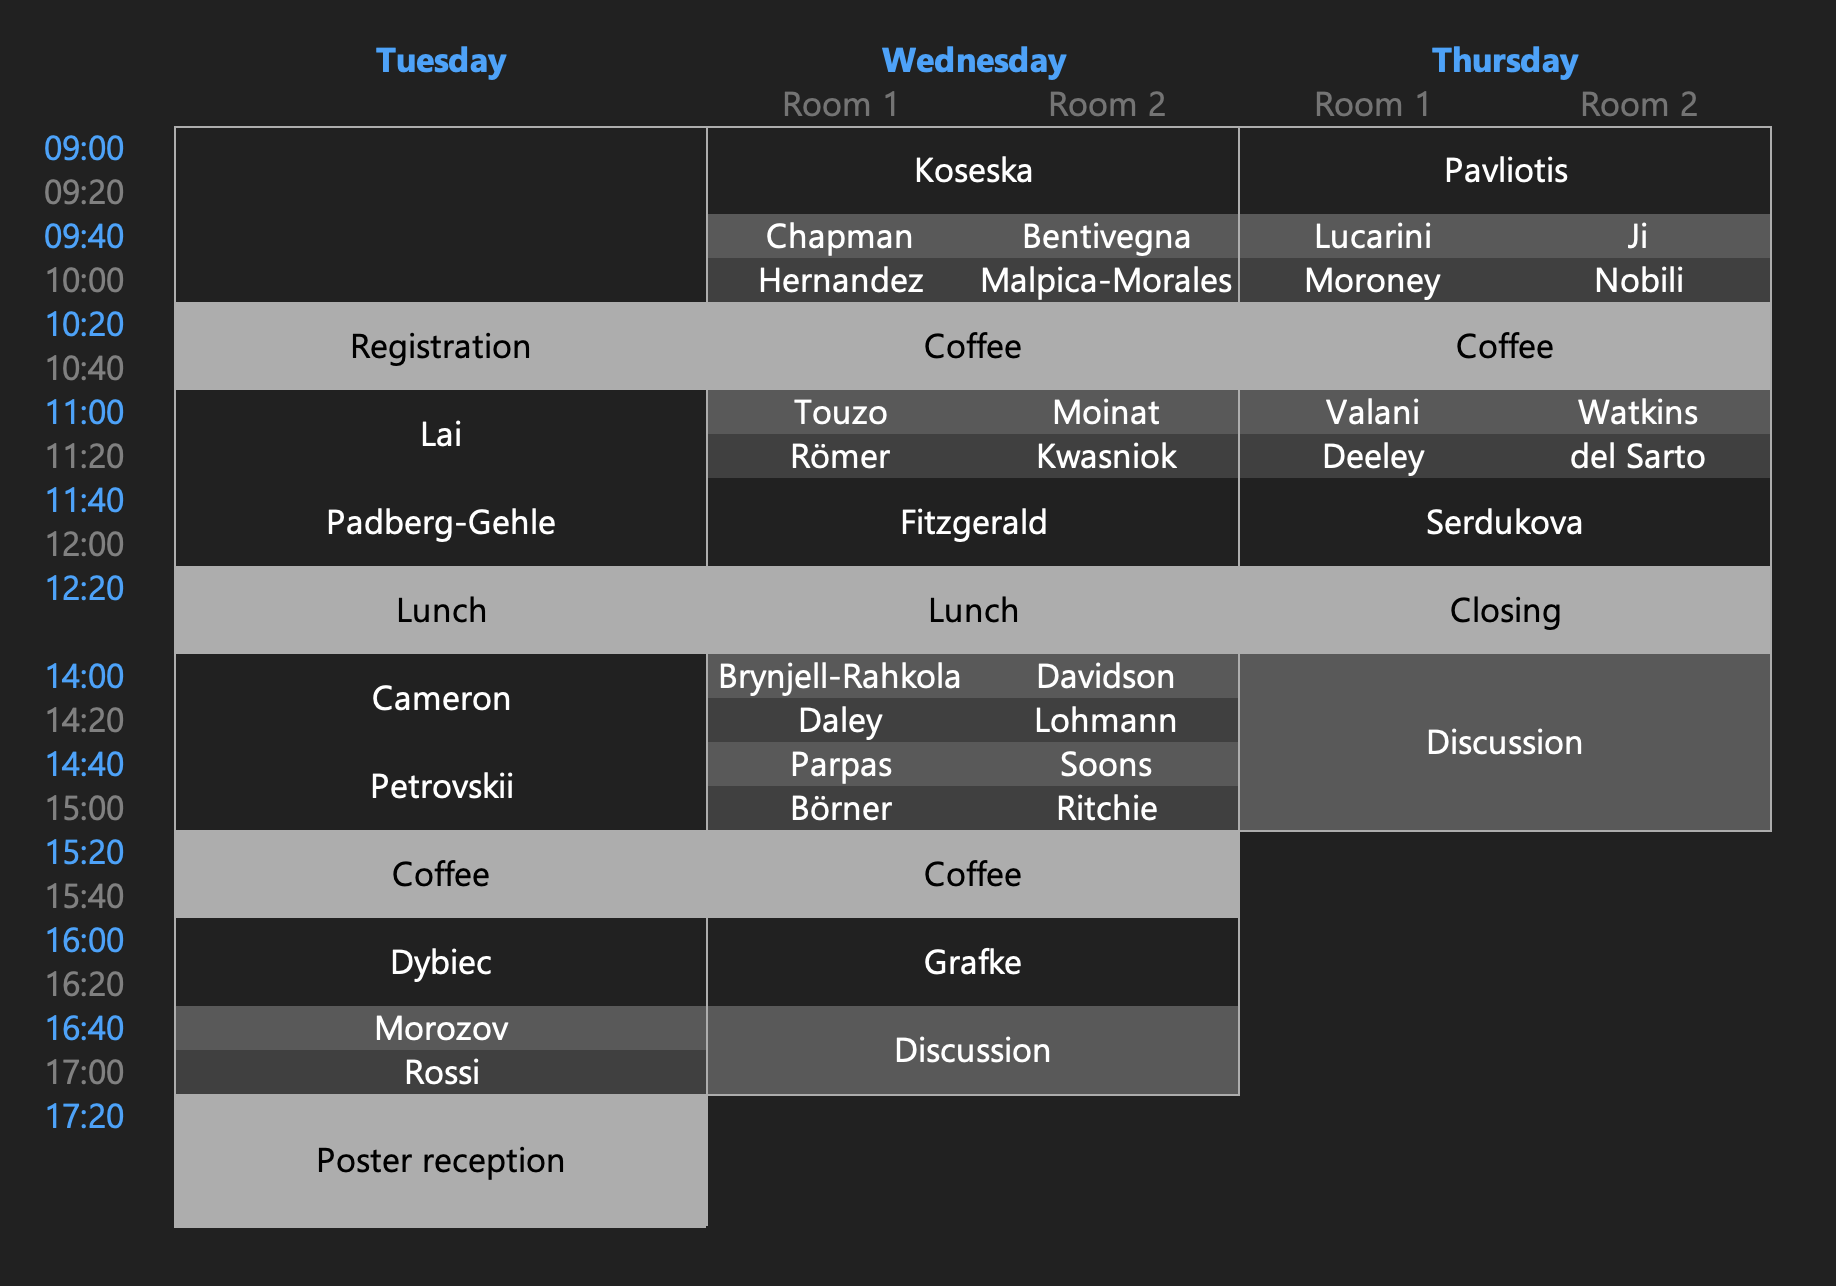 Tuesday Wednesday Thursday
Room 1 Room 2 Room 1 Room 2
09:00
Koseska Pavliotis
09:20
09:40 Chapman Bentivegna Lucarini Ji
10:00 Hernandez Malpica-Morales Moroney Nobili
10:20
Registration Coffee Coffee
10:40
11:00 Touzo Moinat Valani Watkins
Lai
11:20 Römer Kwasniok Deeley del Sarto
11:40
Padberg-Gehle Fitzgerald Serdukova
12:00
12:20
Lunch Lunch Closing
14:00 Brynjell-Rahkola Davidson
Cameron
14:20 Daley Lohmann
Discussion
14:40 Parpas Soons
Petrovskii
15:00 Börner Ritchie
15:20
Coffee Coffee
15:40
16:00
Dybiec Grafke
16:20
16:40 Morozov
Discussion
17:00 Rossi
17:20
Poster reception